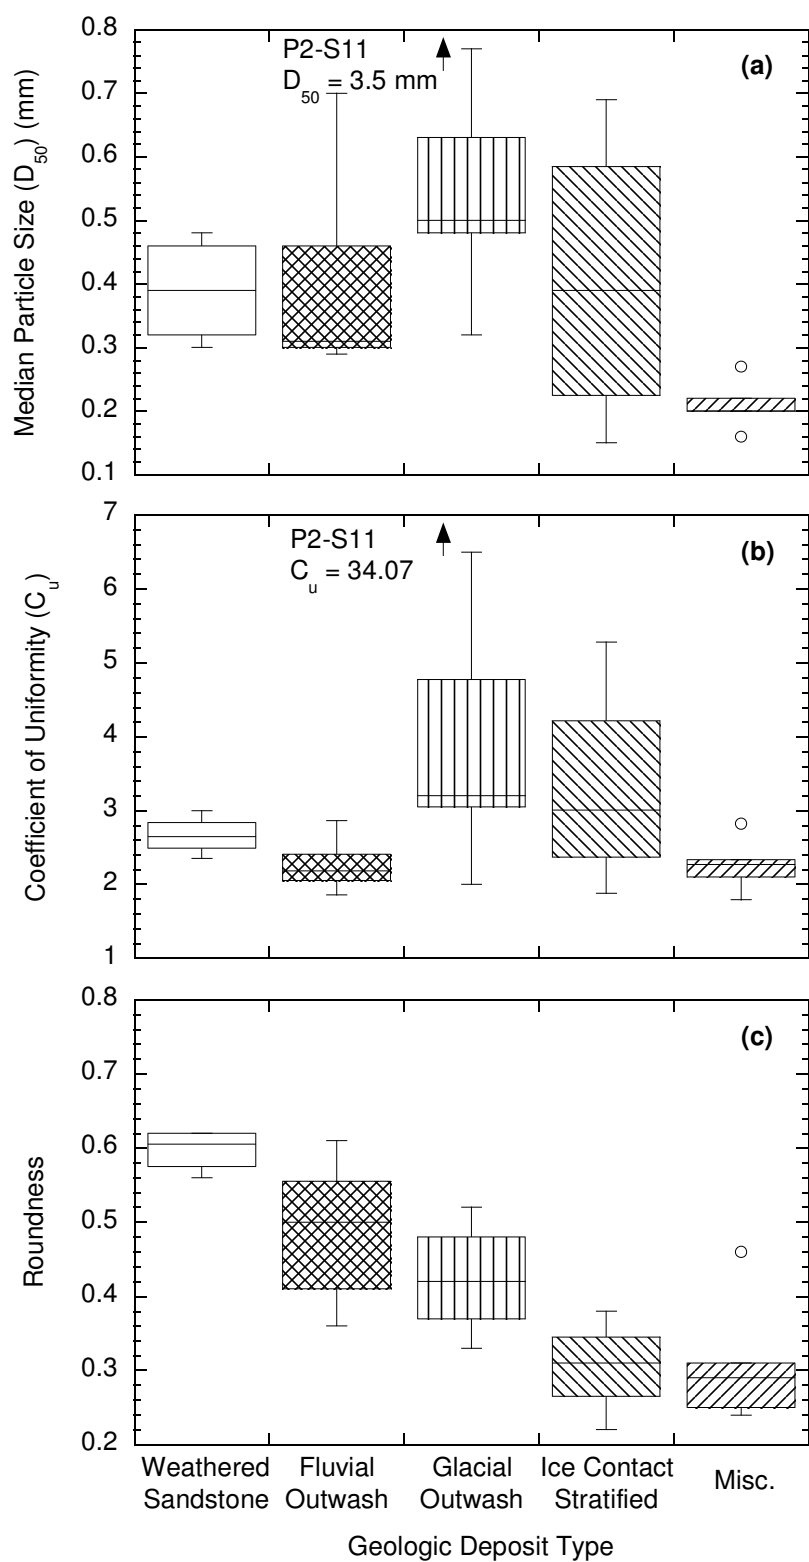 P2-S11
D50 = 3.5 mm
(a)
0.8
0.7
0.6
0.5
0.4
0.3
0.2
0.1
Median Particle Size (D50) (mm)
P2-S11
Cu = 34.07
(b)
7
6
5
4
3
2
1
Coefficient of Uniformity (Cu)
(c)
0.8
0.7
0.6
0.5
0.4
0.3
0.2
Roundness
Weathered
Sandstone
Fluvial
Outwash
Glacial
Outwash
Ice Contact
Stratified
Misc.
Geologic Deposit Type